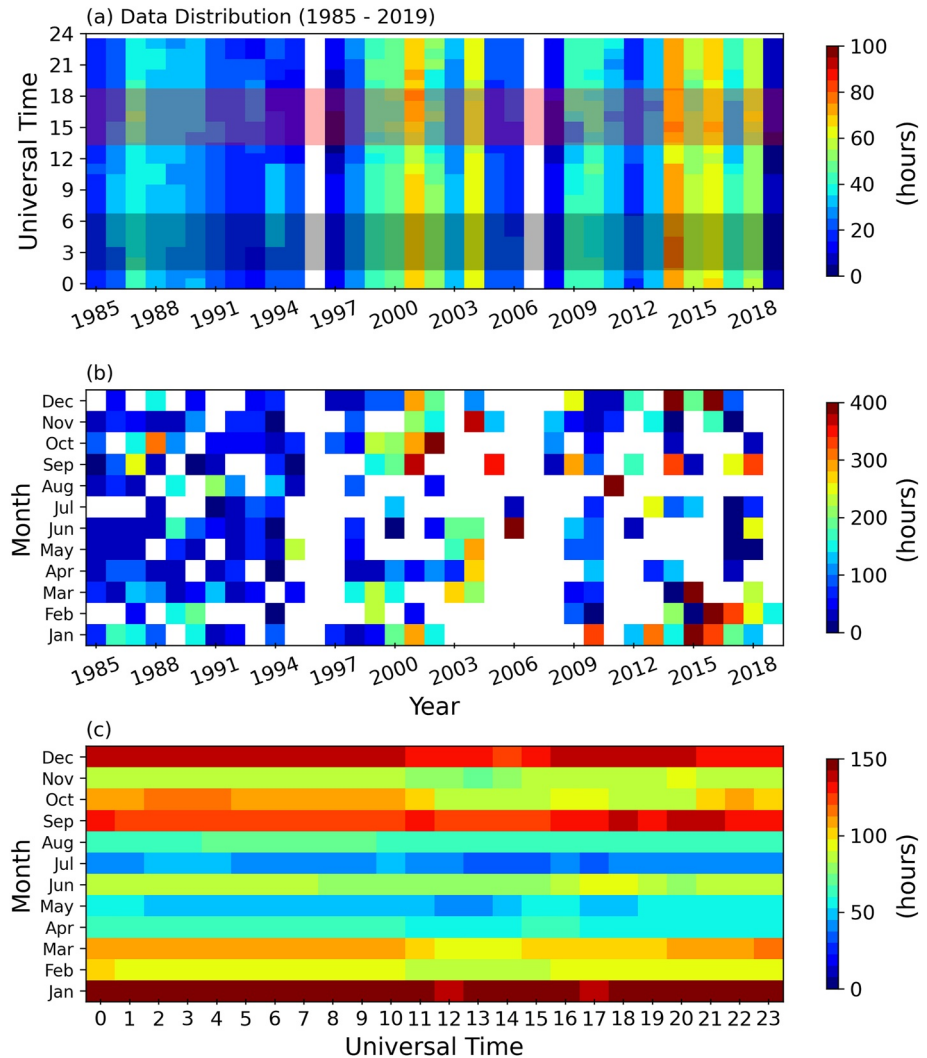 (a) Data Distribution (1985 - 2019)
Universal Time
24
21
18
15
12
9
6
3
0
1985 1988 1991 1994 1997 2000 2003 2006 2009 2012 2015 2018
100
80
60
40
20
0
(hours)
(b)
Month
Dec
Nov
Oct
Sep
Aug
Jul
Jun
May
Apr
Mar
Feb
Jan
1985 1988 1991 1994 1997 2000 2003 2006 2009 2012 2015 2018
Year
400
300
200
100
0
(hours)
(c)
Month
Dec
Nov
Oct
Sep
Aug
Jul
Jun
May
Apr
Mar
Feb
Jan
0 1 2 3 4 5 6 7 8 9 10 11 12 13 14 15 16 17 18 19 20 21 22 23
Universal Time
150
100
50
0
(hours)